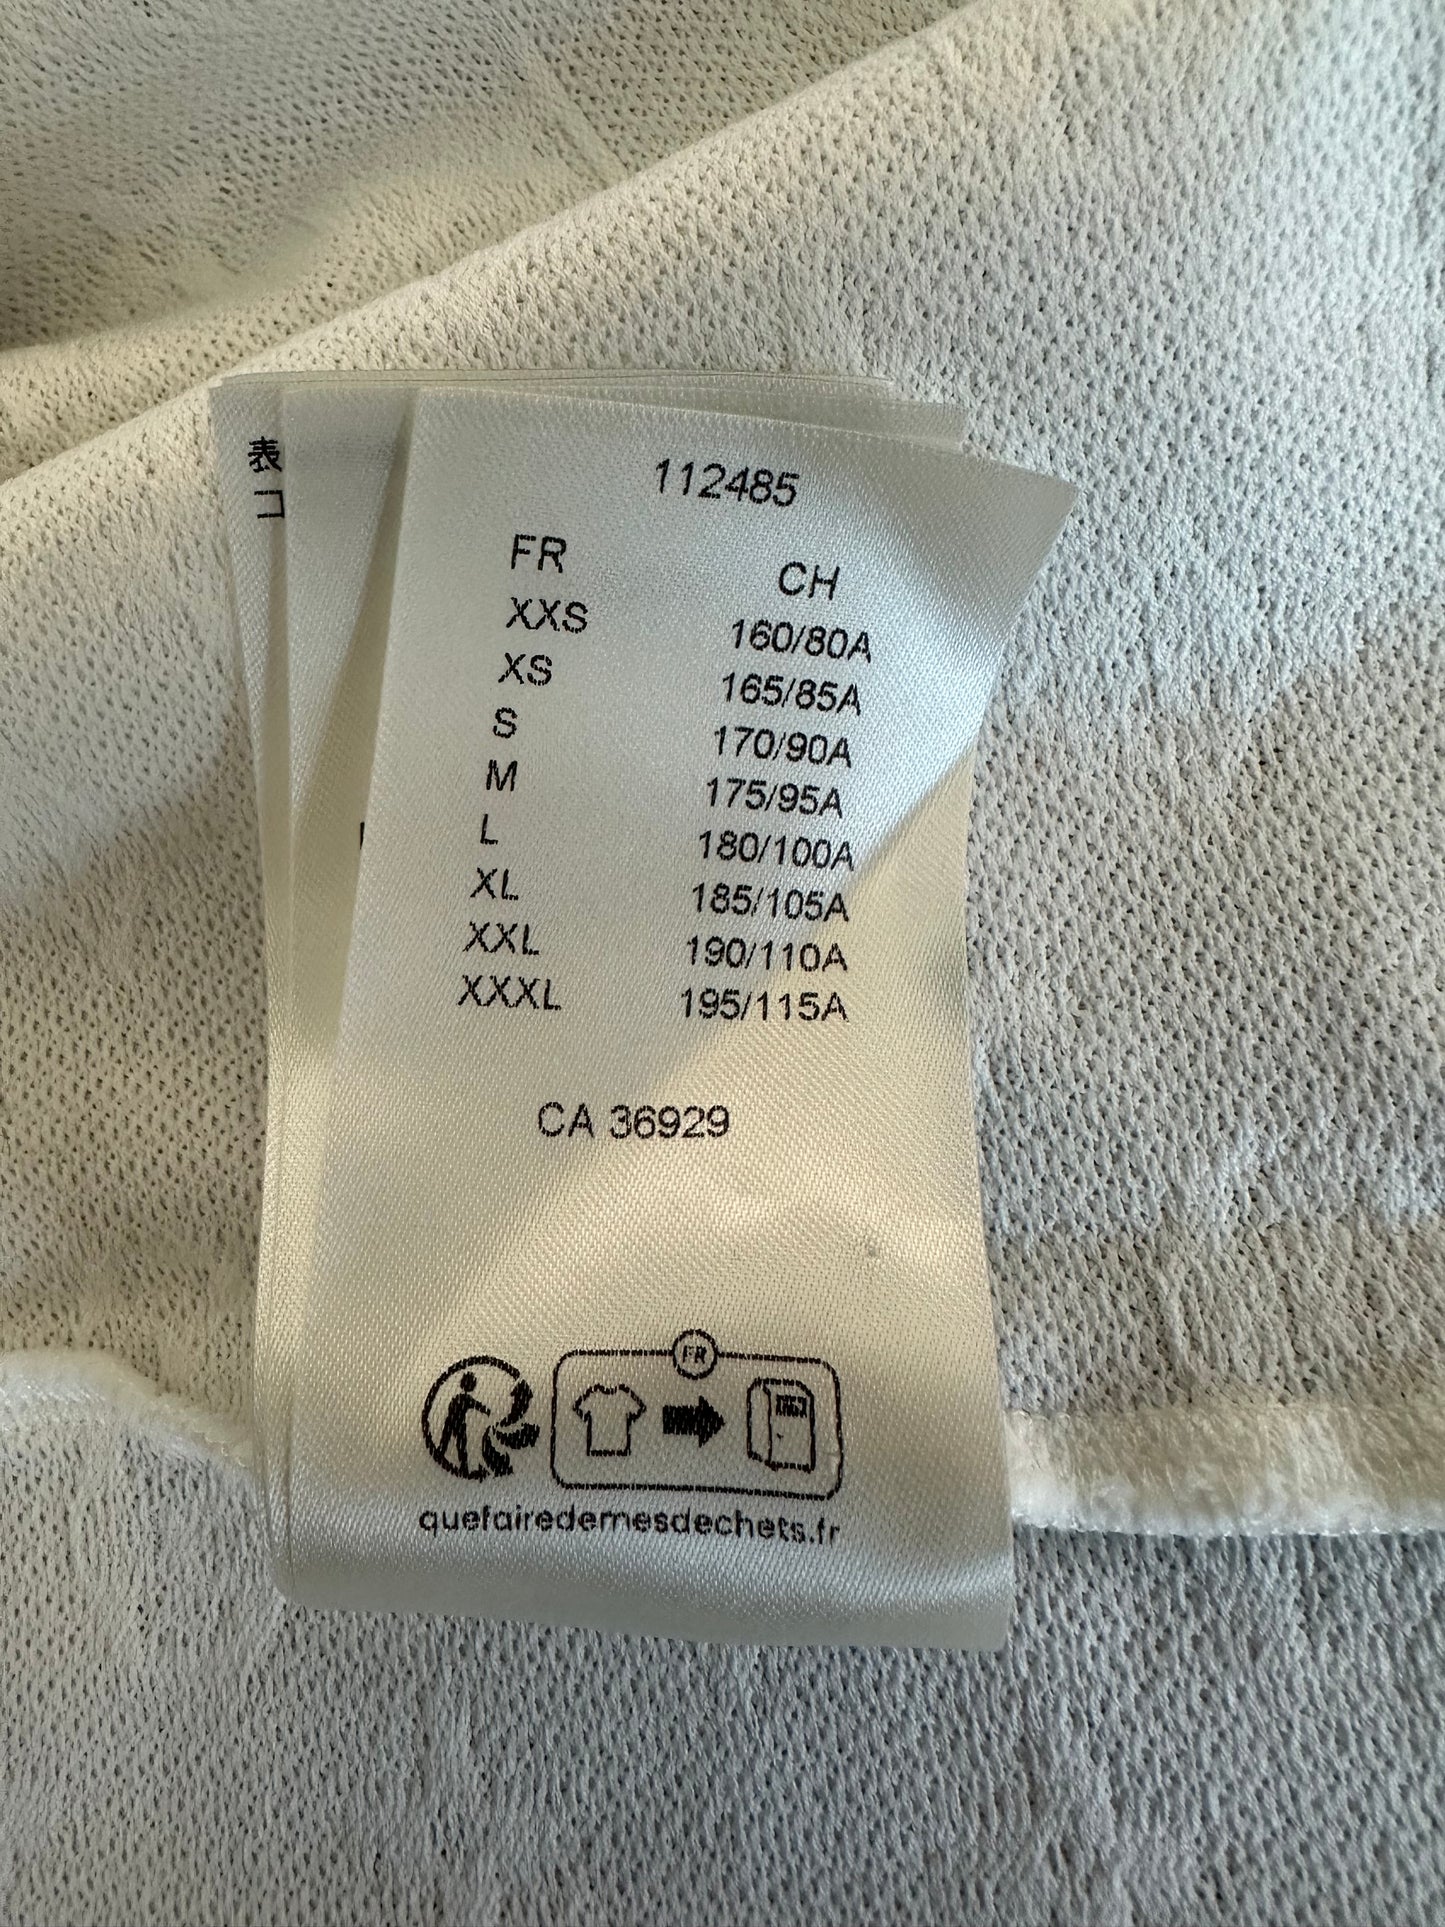 表
コ
112485
FR CH
XXS 160/80A
XS 165/85A
S 170/90A
M 175/95A
L 180/100A
XL 185/105A
XXL 190/110A
XXXL 195/115A
CA 36929
FR
quefairedemesdechets.fr